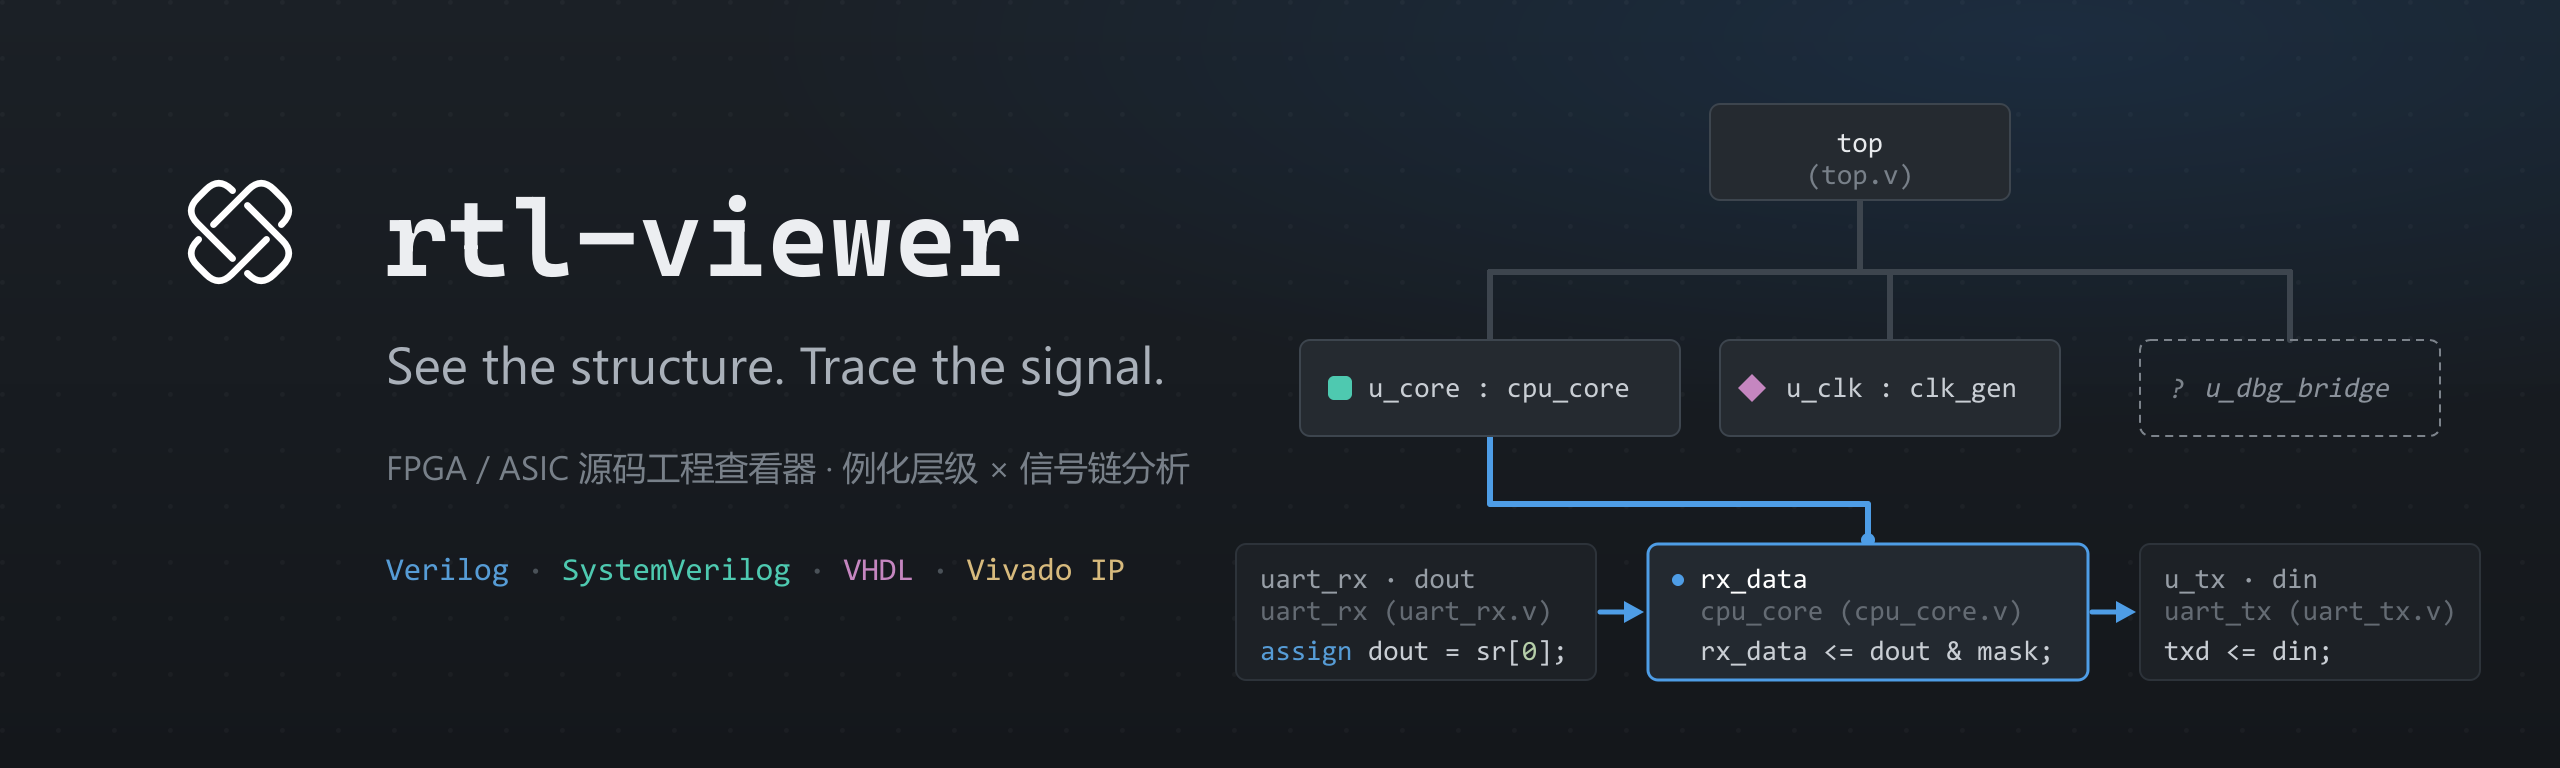 rtl-viewer
See the structure. Trace the signal.
FPGA / ASIC 源码工程查看器 · 例化层级 × 信号链分析
Verilog · SystemVerilog · VHDL · Vivado IP
top
(top.v)
u_core : cpu_core
u_clk : clk_gen
? u_dbg_bridge
uart_rx · dout
uart_rx (uart_rx.v)
assign dout = sr[0];
rx_data
cpu_core (cpu_core.v)
rx_data <= dout & mask;
u_tx · din
uart_tx (uart_tx.v)
txd <= din;